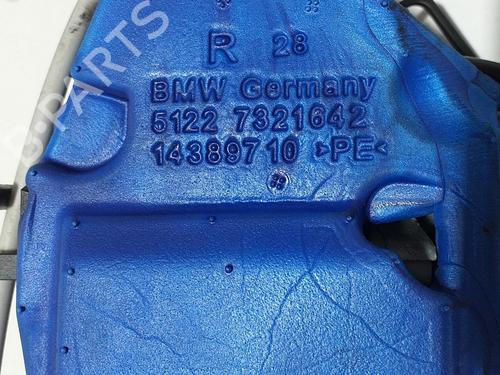 R 28
BMW Germany
5122 7321642
14389710 >PE<
B-PARTS